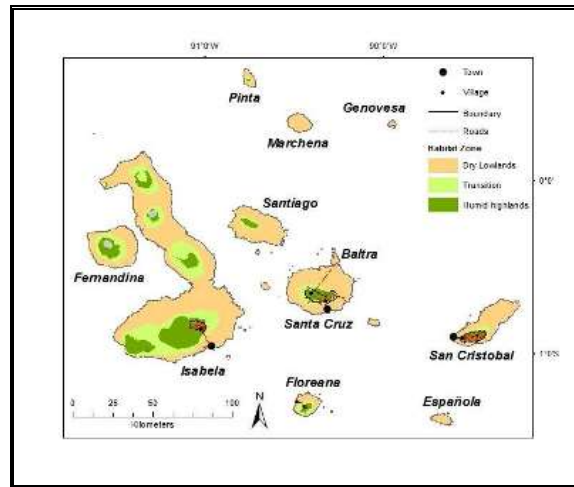 91°0'W 90°0'W
Pinta
Genovesa
Marchena
Town
Village
Boundary
Roads
Habitat Zone
Dry Lowlands
Transition
Humid highlands
0°0'
Santiago
Baltra
Fernandina
Santa Cruz
San Cristobal
1°0'S
Isabela
Floreana
Española
N
0 25 50 100
Kilometers